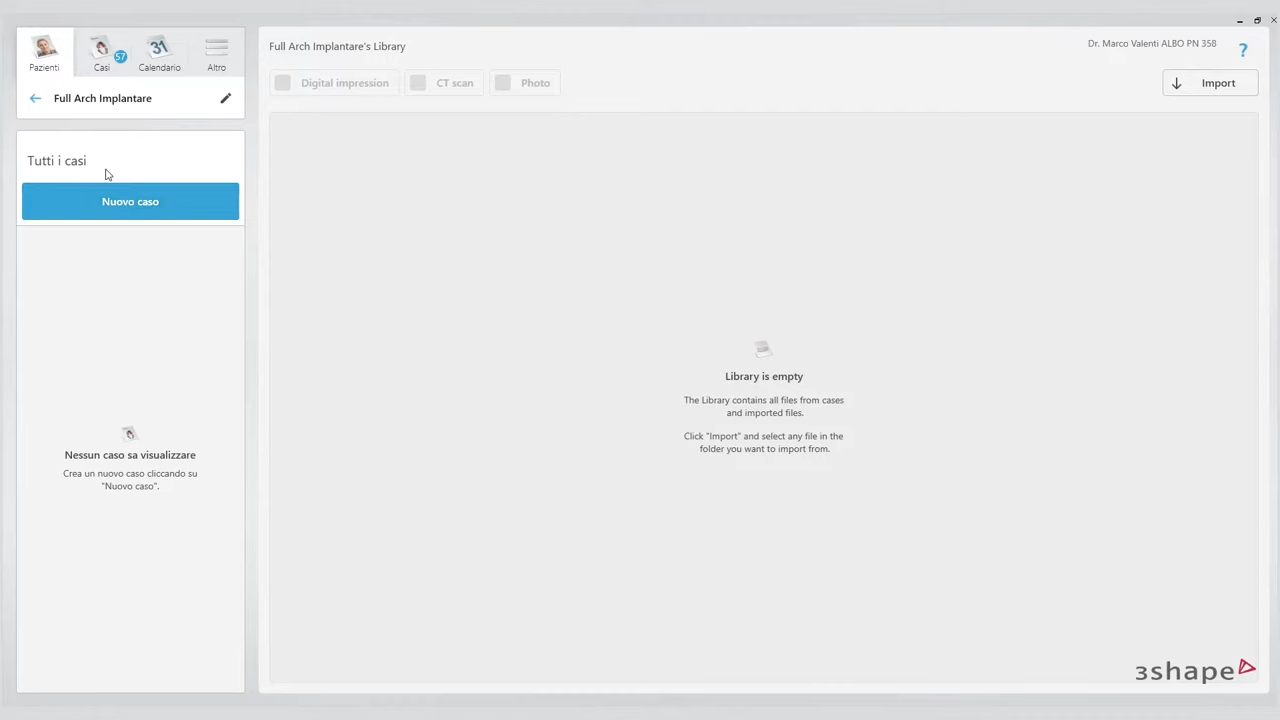 Pazienti
Casi
57
31
Calendario
Altro
Full Arch Implantare
Tutti i casi
Nuovo caso
Nessun caso sa visualizzare
Crea un nuovo caso cliccando su
"Nuovo caso".
Full Arch Implantare's Library
Dr. Marco Valenti ALBO PN 358
?
Digital impression
CT scan
Photo
Import
Library is empty
The Library contains all files from cases
and imported files.
Click "Import" and select any file in the
folder you want to import from.
3shape